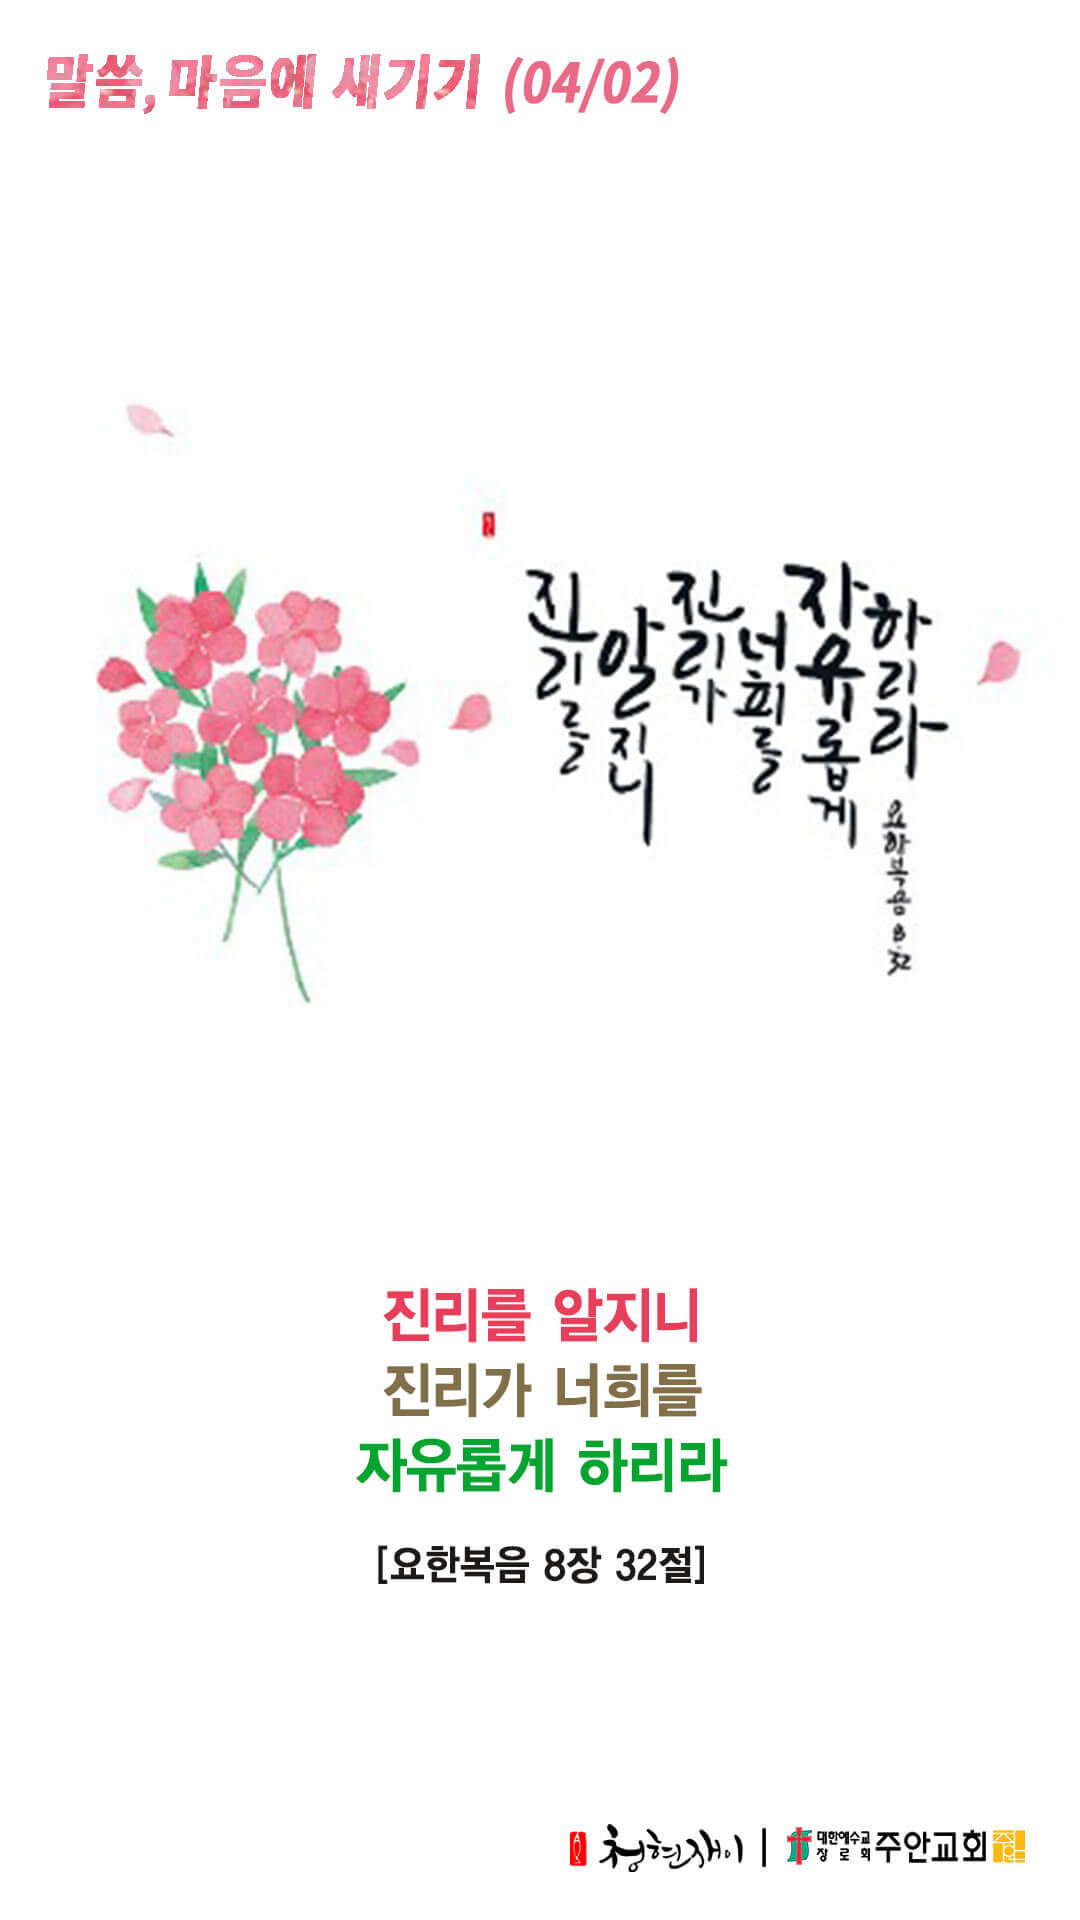 말씀, 마음에 새기기 (04/02)
진리를
알지니
진리가
너희를
자유롭게
하리라
요한복음 8:32
진리를 알지니
진리가 너희를
자유롭게 하리라
[요한복음 8장 32절]
청현재이
대한예수교
장로회
주안교회